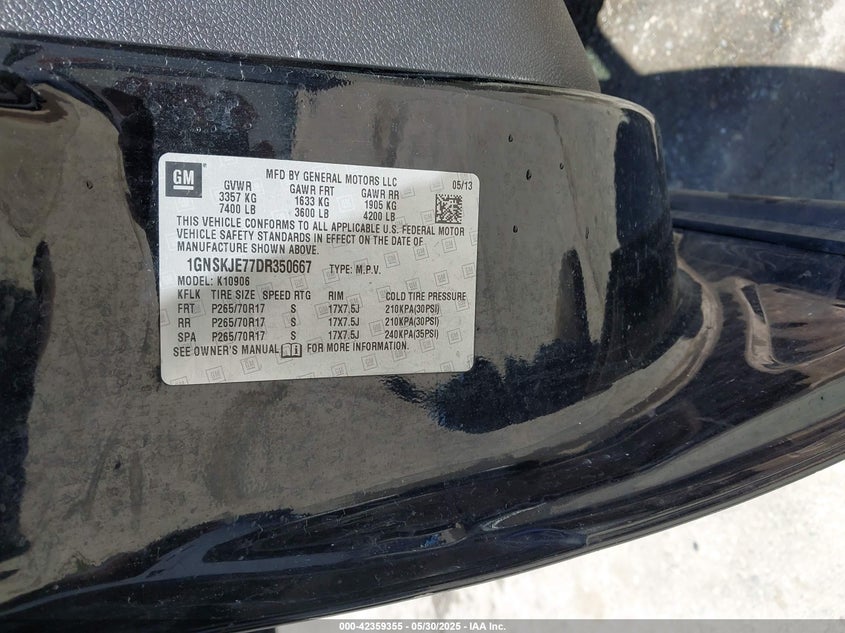 GM
MFD BY GENERAL MOTORS LLC 05/13
GVWR GAWR FRT GAWR RR
3357 KG 1633 KG 1905 KG
7400 LB 3600 LB 4200 LB
THIS VEHICLE CONFORMS TO ALL APPLICABLE U.S. FEDERAL MOTOR
VEHICLE SAFETY STANDARDS IN EFFECT ON THE DATE OF
MANUFACTURE SHOWN ABOVE.
1GNSKJE77DR350667 TYPE: M.P.V.
MODEL: K10906
KFLK TIRE SIZE SPEED RTG RIM COLD TIRE PRESSURE
FRT P265/70R17 S 17X7.5J 210KPA(30PSI)
RR P265/70R17 S 17X7.5J 210KPA(30PSI)
SPA P265/70R17 S 17X7.5J 240KPA(35PSI)
SEE OWNER'S MANUAL FOR MORE INFORMATION.
000-42359355 - 05/30/2025 - IAA Inc.